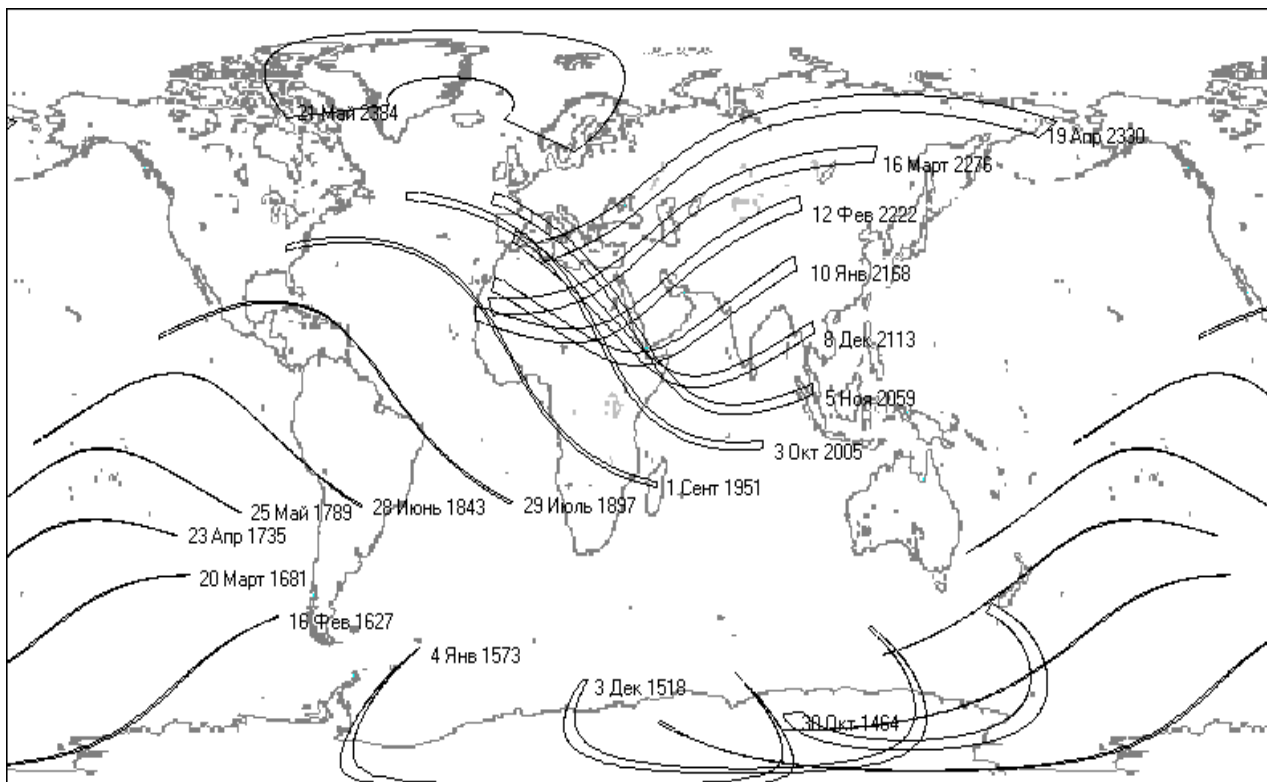 21 Май 2384
19 Апр 2330
16 Март 2276
12 Фев 2222
10 Янв 2168
8 Дек 2113
5 Ноя 2059
3 Окт 2005
1 Сент 1951
29 Июль 1897
28 Июнь 1843
25 Май 1789
23 Апр 1735
20 Март 1681
16 Фев 1627
4 Янв 1573
3 Дек 1518
30 Окт 1464